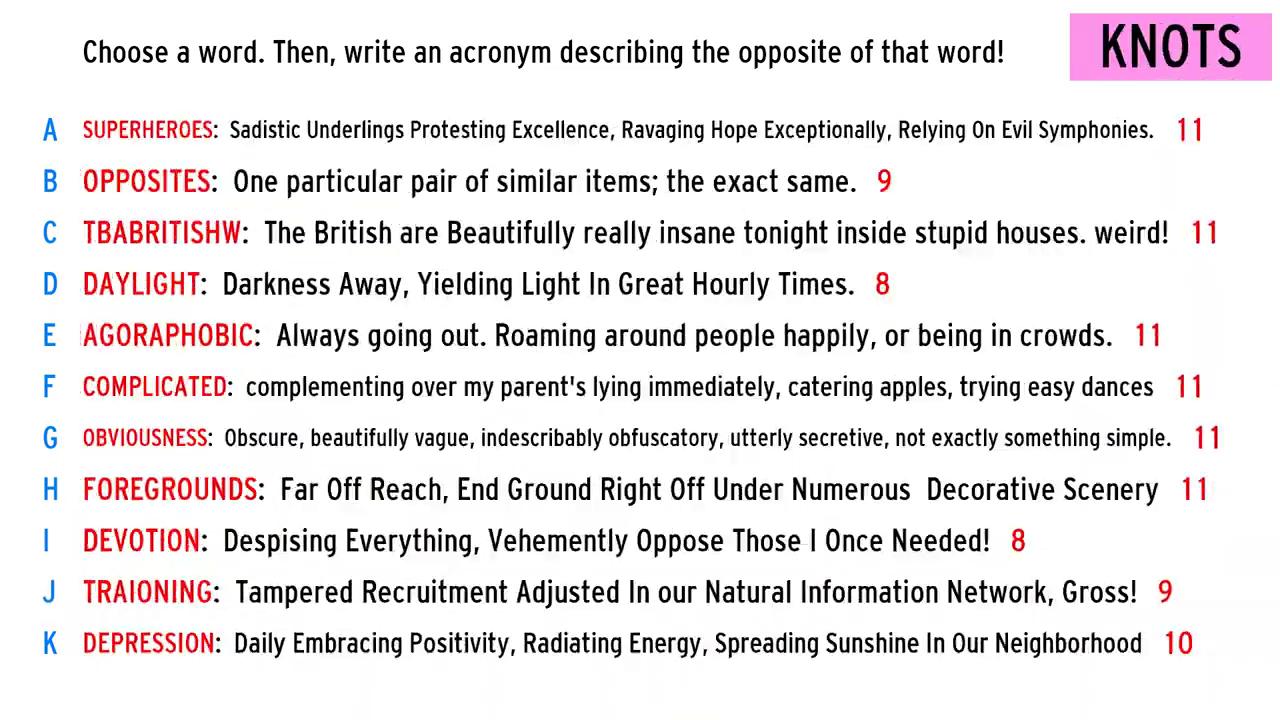 Choose a word. Then, write an acronym describing the opposite of that word! KNOTS
A SUPERHEROES: Sadistic Underlings Protesting Excellence, Ravaging Hope Exceptionally, Relying On Evil Symphonies. 11
B OPPOSITES: One particular pair of similar items; the exact same. 9
C TBABRITISHW: The British are Beautifully really insane tonight inside stupid houses. weird! 11
D DAYLIGHT: Darkness Away, Yielding Light In Great Hourly Times. 8
E AGORAPHOBIC: Always going out. Roaming around people happily, or being in crowds. 11
F COMPLICATED: complementing over my parent's lying immediately, catering apples, trying easy dances 11
G OBVIOUSNESS: Obscure, beautifully vague, indescribably obfuscatory, utterly secretive, not exactly something simple. 11
H FOREGROUNDS: Far Off Reach, End Ground Right Off Under Numerous Decorative Scenery 11
I DEVOTION: Despising Everything, Vehemently Oppose Those I Once Needed! 8
J TRAIONING: Tampered Recruitment Adjusted In our Natural Information Network, Gross! 9
K DEPRESSION: Daily Embracing Positivity, Radiating Energy, Spreading Sunshine In Our Neighborhood 10